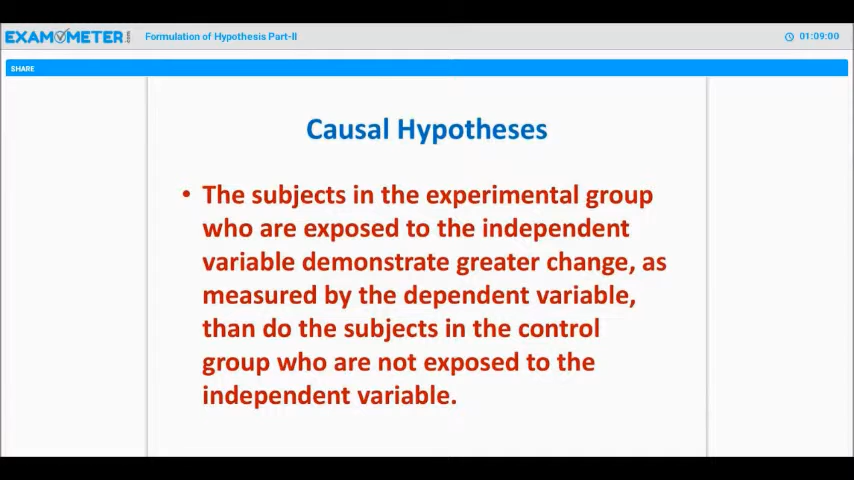 EXAMOMETER.com
Formulation of Hypothesis Part-II
01:09:00
SHARE
Causal Hypotheses
• The subjects in the experimental group
who are exposed to the independent
variable demonstrate greater change, as
measured by the dependent variable,
than do the subjects in the control
group who are not exposed to the
independent variable.